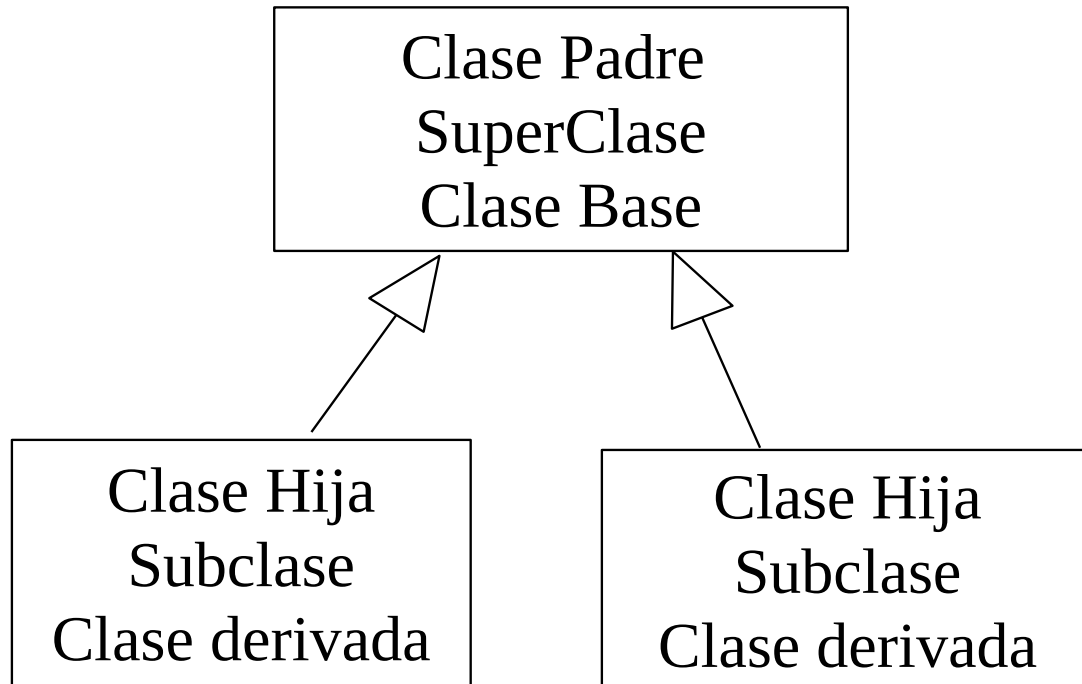 Clase Padre
SuperClase
Clase Base
Clase Hija
Subclase
Clase derivada
Clase Hija
Subclase
Clase derivada